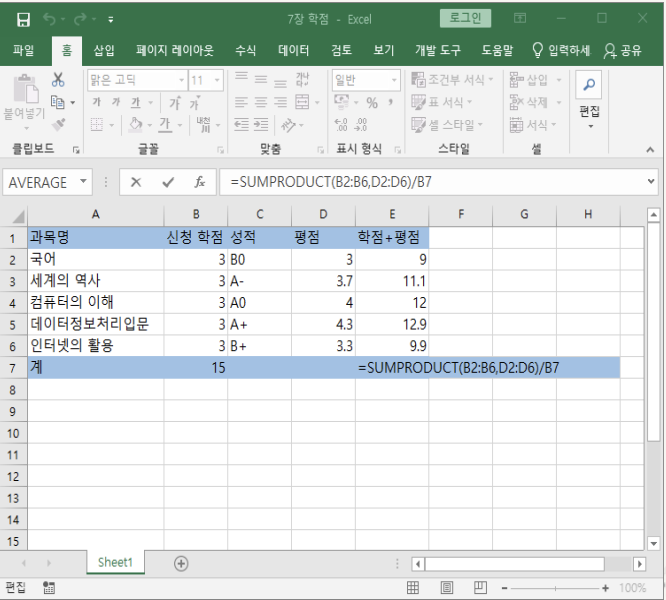 7장 학점 - Excel
로그인
파일 홈 삽입 페이지 레이아웃 수식 데이터 검토 보기 개발 도구 도움말 입력하세 공유
붙여넣기
맑은 고딕 11
가 가 가 가 가
내천
일반
% ,
조건부 서식
표 서식
셀 스타일
삽입
삭제
서식
편집
클립보드 글꼴 맞춤 표시 형식 스타일 셀
AVERAGE fx =SUMPRODUCT(B2:B6,D2:D6)/B7
A B C D E F G H
1 과목명 신청 학점 성적 평점 학점+평점
2 국어 3 B0 3 9
3 세계의 역사 3 A- 3.7 11.1
4 컴퓨터의 이해 3 A0 4 12
5 데이터정보처리입문 3 A+ 4.3 12.9
6 인터넷의 활용 3 B+ 3.3 9.9
7 계 15 =SUMPRODUCT(B2:B6,D2:D6)/B7
8
9
10
11
12
13
14
15
Sheet1
편집 100%